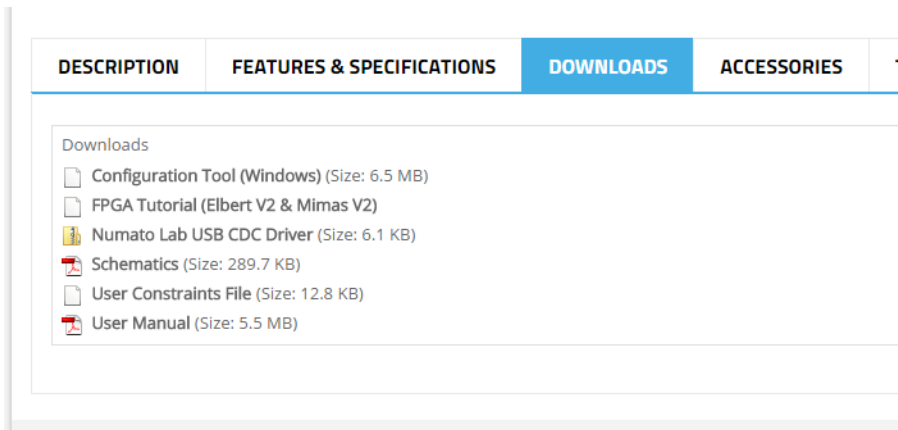 DESCRIPTION FEATURES & SPECIFICATIONS DOWNLOADS ACCESSORIES
Downloads
Configuration Tool (Windows) (Size: 6.5 MB)
FPGA Tutorial (Elbert V2 & Mimas V2)
Numato Lab USB CDC Driver (Size: 6.1 KB)
Schematics (Size: 289.7 KB)
User Constraints File (Size: 12.8 KB)
User Manual (Size: 5.5 MB)